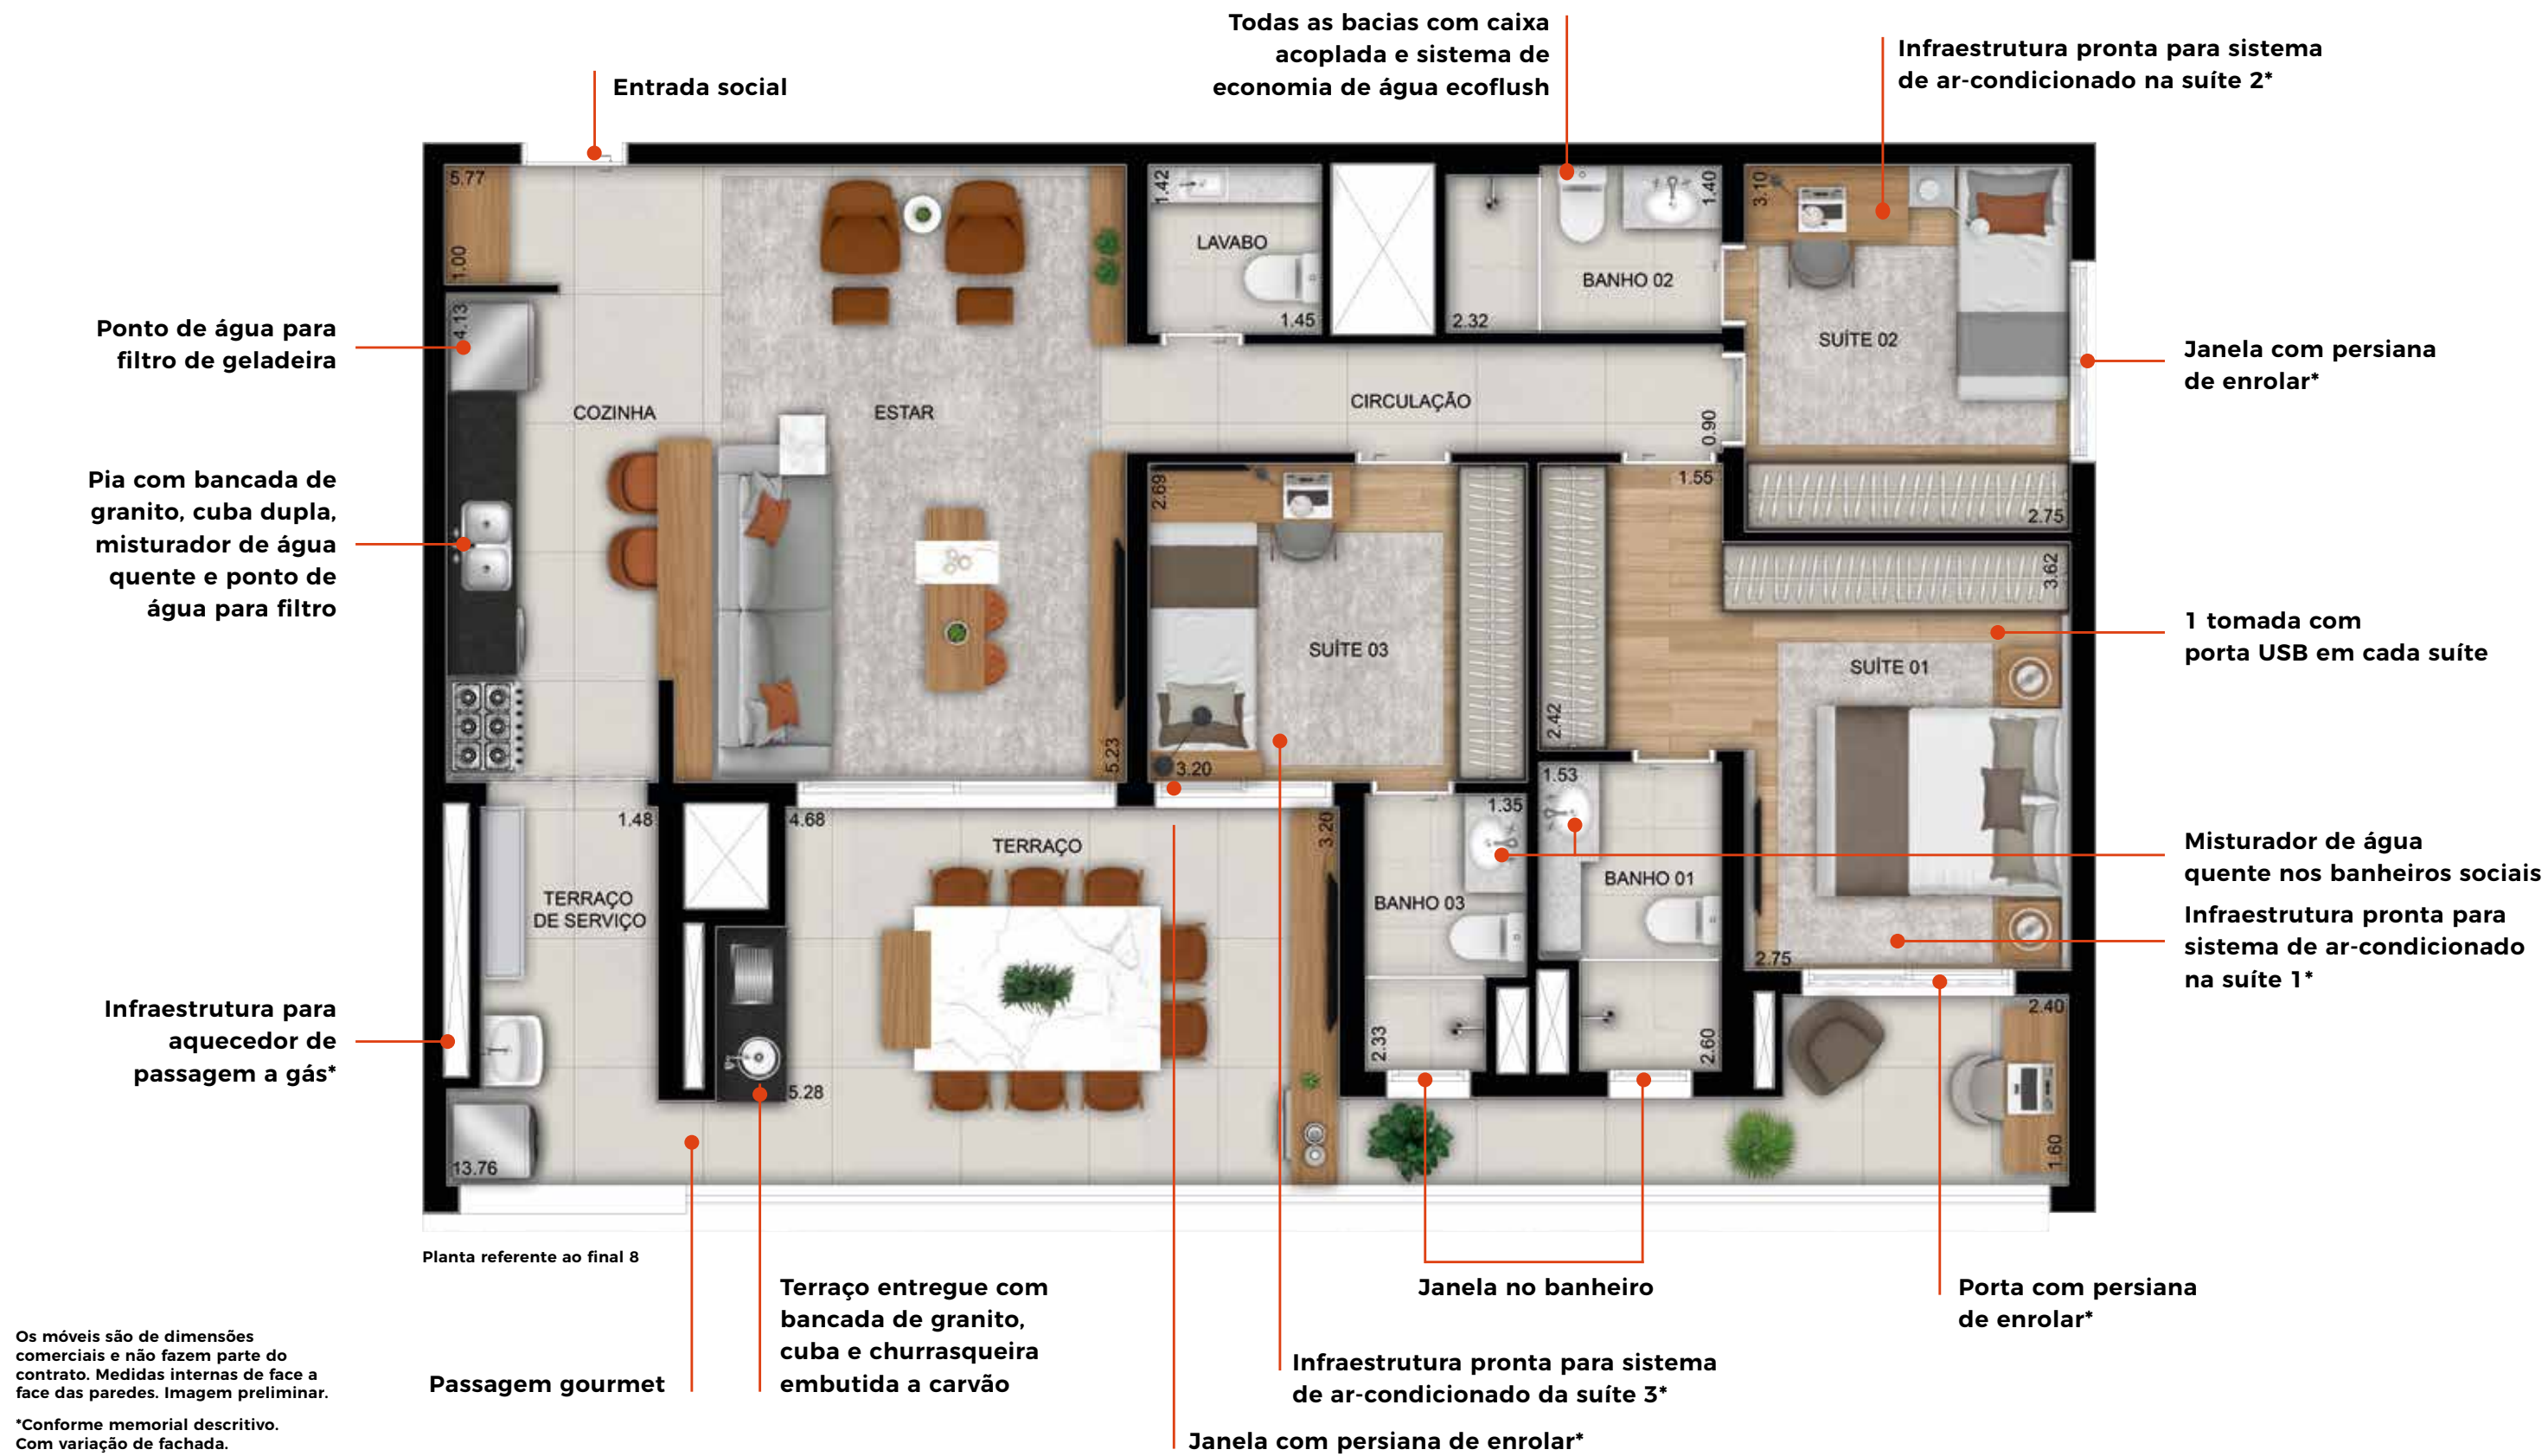 Todas as bacias com caixa
acoplada e sistema de
economia de água ecoflush
Infraestrutura pronta para sistema
de ar-condicionado na suíte 2*
Entrada social
5.77
1.00
1.42
LAVABO
1.45
1.40
BANHO 02
2.32
3.10
SUÍTE 02
2.75
Ponto de água para
filtro de geladeira
4.13
COZINHA
ESTAR
CIRCULAÇÃO
0.90
Janela com persiana
de enrolar*
Pia com bancada de
granito, cuba dupla,
misturador de água
quente e ponto de
água para filtro
2.69
SUÍTE 03
3.20
5.23
1.55
2.42
3.62
SUÍTE 01
2.75
1 tomada com
porta USB em cada suíte
1.48
4.68
TERRAÇO
3.20
1.35
1.53
BANHO 03
BANHO 01
TERRAÇO
DE SERVIÇO
Misturador de água
quente nos banheiros sociais
Infraestrutura pronta para
sistema de ar-condicionado
na suíte 1*
Infraestrutura para
aquecedor de
passagem a gás*
5.28
2.33
2.60
2.40
1.60
13.76
Planta referente ao final 8
Terraço entregue com
bancada de granito,
cuba e churrasqueira
embutida a carvão
Janela no banheiro
Porta com persiana
de enrolar*
Passagem gourmet
Infraestrutura pronta para sistema
de ar-condicionado da suíte 3*
Janela com persiana de enrolar*
Os móveis são de dimensões
comerciais e não fazem parte do
contrato. Medidas internas de face a
face das paredes. Imagem preliminar.
*Conforme memorial descritivo.
Com variação de fachada.